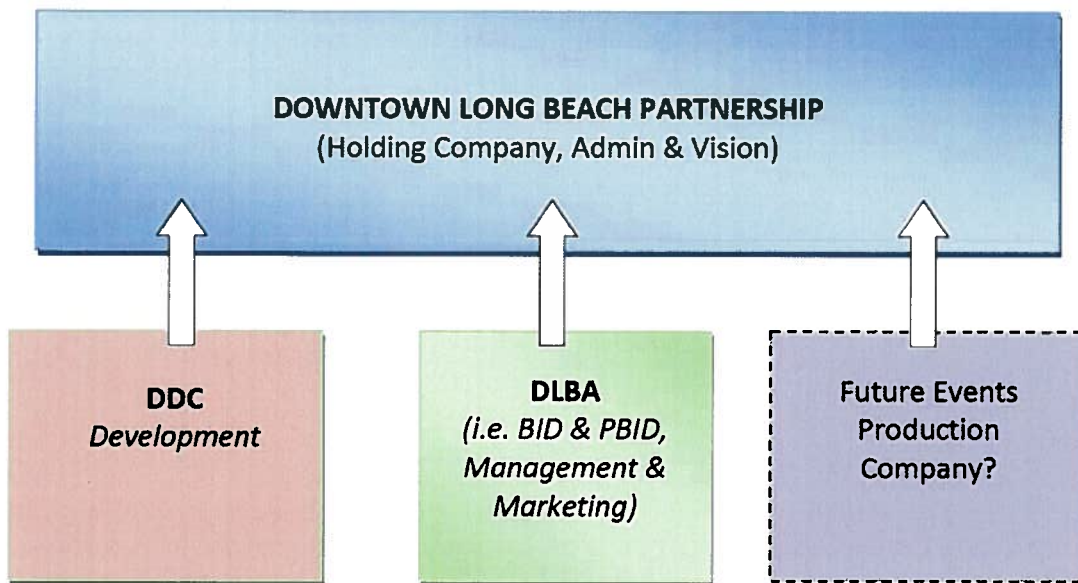 DOWNTOWN LONG BEACH PARTNERSHIP
(Holding Company, Admin & Vision)
DDC
Development
DLBA
(i.e. BID & PBID,
Management &
Marketing)
Future Events
Production
Company?